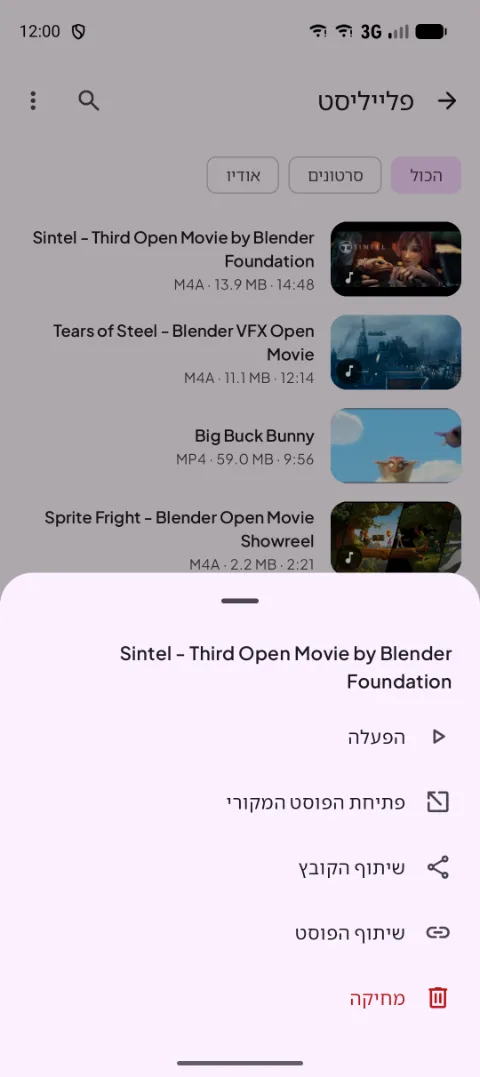 12:00
3G
פלייליסט
הכול
סרטונים
אודיו
Sintel - Third Open Movie by Blender
Foundation
M4A · 13.9 MB · 14:48
SINTEL
Tears of Steel - Blender VFX Open
Movie
M4A · 11.1 MB · 12:14
Big Buck Bunny
MP4 · 59.0 MB · 9:56
Sprite Fright - Blender Open Movie
Showreel
M4A · 2.2 MB · 2:21
Sintel - Third Open Movie by Blender
Foundation
הפעלה
פתיחת הפוסט המקורי
שיתוף הקובץ
שיתוף הפוסט
מחיקה